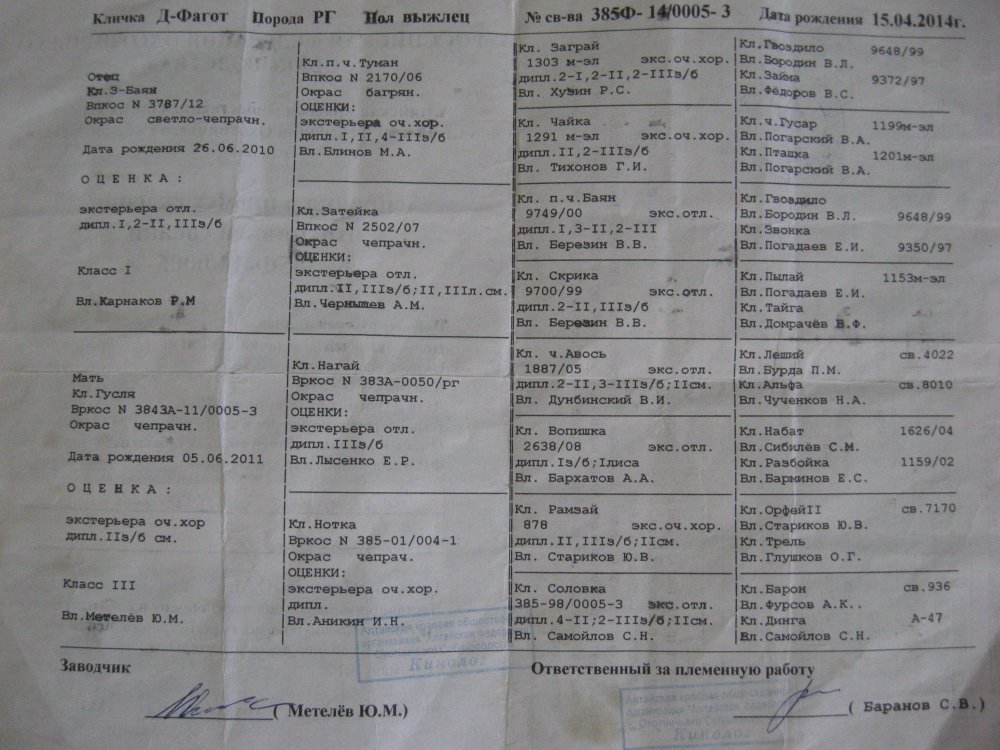 Кличка Д-Фагот Порода РГ Пол выжлец № св-ва 385Ф- 14/0005- 3 Дата рождения 15.04.2014г.
Отец
Кл.Э-Баян
Впкос N 3787/12
Окрас светло-чепрачн.
Дата рождения 26.06.2010
О Ц Е Н К А :
экстерьера отл.
дипл.I,2-II,IIIз/б
Класс I
Вл.Карнаков Р.М
Мать
Кл.Гусля
Вркос N 3843А-11/0005-3
Окрас чепрачн.
Дата рождения 05.06.2011
О Ц Е Н К А :
экстерьера оч.хор
дипл.IIз/б см.
Класс III
Вл.Метелёв Ю.М.
Кл.п.ч.Туман
Впкос N 2170/06
Окрас багрян.
ОЦЕНКИ:
экстерьера оч.хор.
дипл.I,II,4-IIIз/б
Вл.Блинов М.А.
Кл.Затейка
Впкос N 2502/07
Окрас чепрачн.
ОЦЕНКИ:
экстерьера отл.
дипл.II,IIIз/б;II,IIIл.см.
Вл.Чернышев А.М.
Кл.Нагай
Вркос N 383А-0050/рг
Окрас чепрачн.
ОЦЕНКИ:
экстерьера отл.
дипл.IIIз/б
Вл.Лысенко Е.Р.
Кл.Нотка
Вркос N 385-01/004-1
Окрас чепрач.
ОЦЕНКИ:
экстерьера оч.хор.
дипл.
Вл.Аникин И.Н.
Кл. Заграй
1303 м-эл экс.оч.хор.
дипл.2-I,2-II,2-IIIз/б
Вл. Хузин Р.С.
Кл. Чайка
1291 м-эл экс.оч.хор.
дипл.II,2-IIIз/б
Вл. Тихонов Г.И.
Кл. п.ч.Баян
9749/00 экс.отл.
дипл.I,3-II,2-III
Вл. Березин В.В.
Кл. Скрика
9700/99 экс.отл.
дипл.2-II,IIIз/б
Вл. Березин В.В.
Кл. ч.Авось
1887/05 экс.отл.
дипл.2-II,3-IIIз/б;IIсм.
Вл. Дунбинский В.И.
Кл. Вопишка
2638/08 экс.отл.
дипл.Iз/б;Iлиса
Вл. Бархатов А.А.
Кл. Рамзай
878 экс.оч.хор.
дипл.II,IIIз/б;IIсм.
Вл. Стариков Ю.В.
Кл. Соловка
385-98/0005-3 экс.отл.
дипл.4-II;2-IIIз/б;IIсм.
Вл. Самойлов С.Н.
Кл.Гвоздило 9648/99
Вл.Бородин В.Л.
Кл.Займа 9372/97
Вл.Фёдоров В.С.
Кл.ч.Гусар 1199м-эл
Вл.Погарский В.А.
Кл.Пташка 1201м-эл
Вл.Погарский В.А.
Кл.Гвоздило
Вл.Бородин В.Л. 9648/99
Кл.Звонка
Вл.Погадаев Е.И. 9350/97
Кл.Пылай 1153м-эл
Вл.Погадаев Е.И.
Кл.Тайга
Вл.Домрачёв В.Ф.
Кл.Леший св.4022
Вл.Бурда П.М.
Кл.Альфа св.8010
Вл.Чученков Н.А.
Кл.Набат 1626/04
Вл.Сибилёв С.М.
Кл.Разбойка 1159/02
Вл.Барминов Е.С.
Кл.ОрфейII св.7170
Вл.Стариков Ю.В.
Кл.Трель
Вл.Глушков О.Г.
Кл.Барон св.936
Вл.Фурсов А.К..
Кл.Динга А-47
Вл.Самойлов С.Н.
Заводчик
( Метелёв Ю.М.)
Алтайская краевая общественная
организация "Алтайская
Кинолог
Ответственный за племенную работу
( Баранов С.В.)
Алтайская краевая общественная
организация "Алтайская
Охотничьего
Кинолог